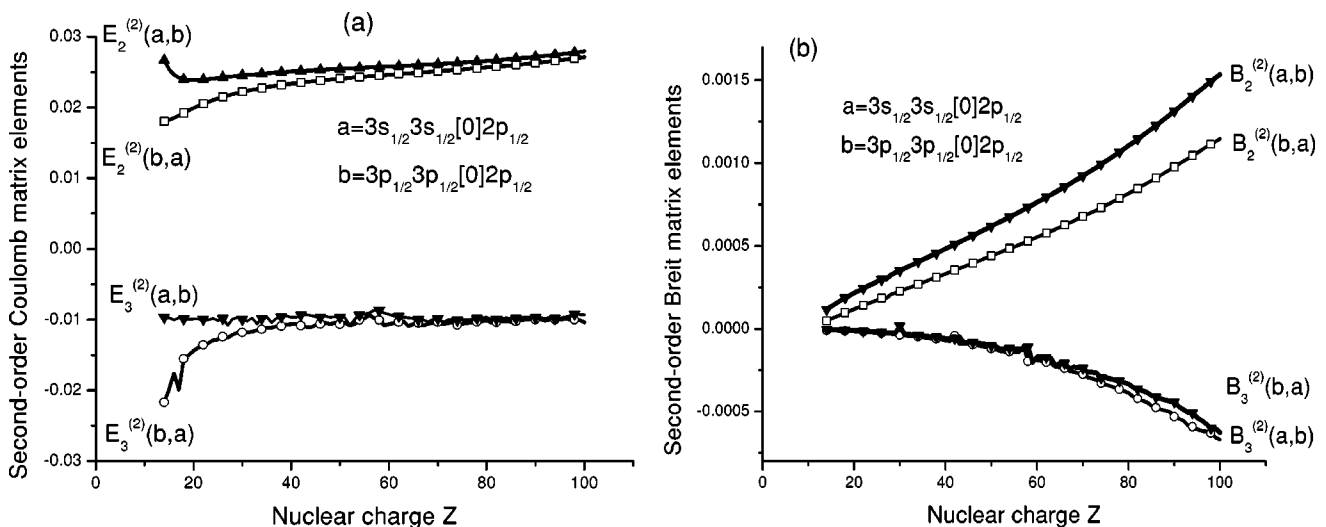 (a)
Second-order Coulomb matrix elements
0.03
0.02
0.01
0.00
-0.01
-0.02
-0.03
E₂⁽²⁾(a,b)
E₂⁽²⁾(b,a)
a=3s₁/₂3s₁/₂[0]2p₁/₂
b=3p₁/₂3p₁/₂[0]2p₁/₂
E₃⁽²⁾(a,b)
E₃⁽²⁾(b,a)
0 20 40 60 80 100
Nuclear charge Z
(b)
Second-order Breit matrix elements
0.0015
0.0010
0.0005
0.0000
-0.0005
B₂⁽²⁾(a,b)
a=3s₁/₂3s₁/₂[0]2p₁/₂
b=3p₁/₂3p₁/₂[0]2p₁/₂
B₂⁽²⁾(b,a)
B₃⁽²⁾(b,a)
B₃⁽²⁾(a,b)
0 20 40 60 80 100
Nuclear charge Z